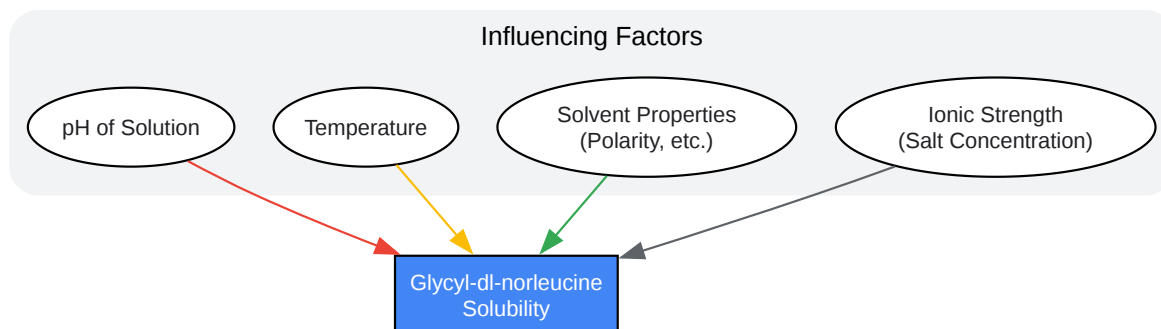 Influencing Factors
pH of Solution
Temperature
Solvent Properties
(Polarity, etc.)
Ionic Strength
(Salt Concentration)
Glycyl-dl-norleucine
Solubility